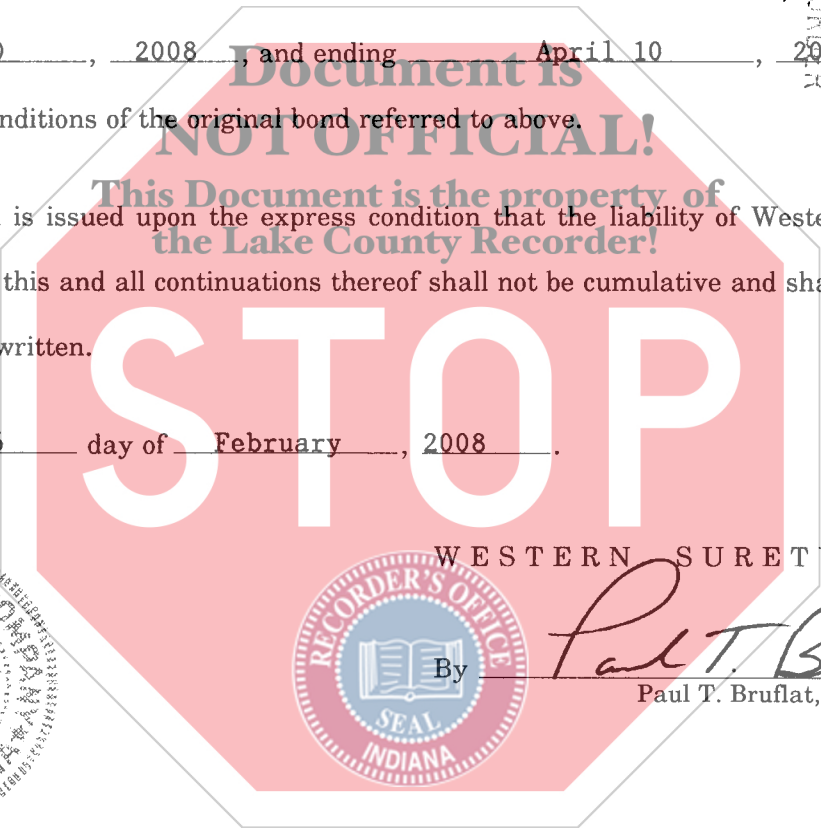 , 2008 , and ending April 10 , 20
Document is
nditions of the original bond referred to above.
NOT OFFICIAL!
This Document is the property of
is issued upon the express condition that the liability of Weste
the Lake County Recorder!
this and all continuations thereof shall not be cumulative and sha
written.
STOP
day of February , 2008 .
WESTERN SURET
RECORDER'S OFFICE
SEAL
INDIANA
By Paul T. B
Paul T. Bruflat,